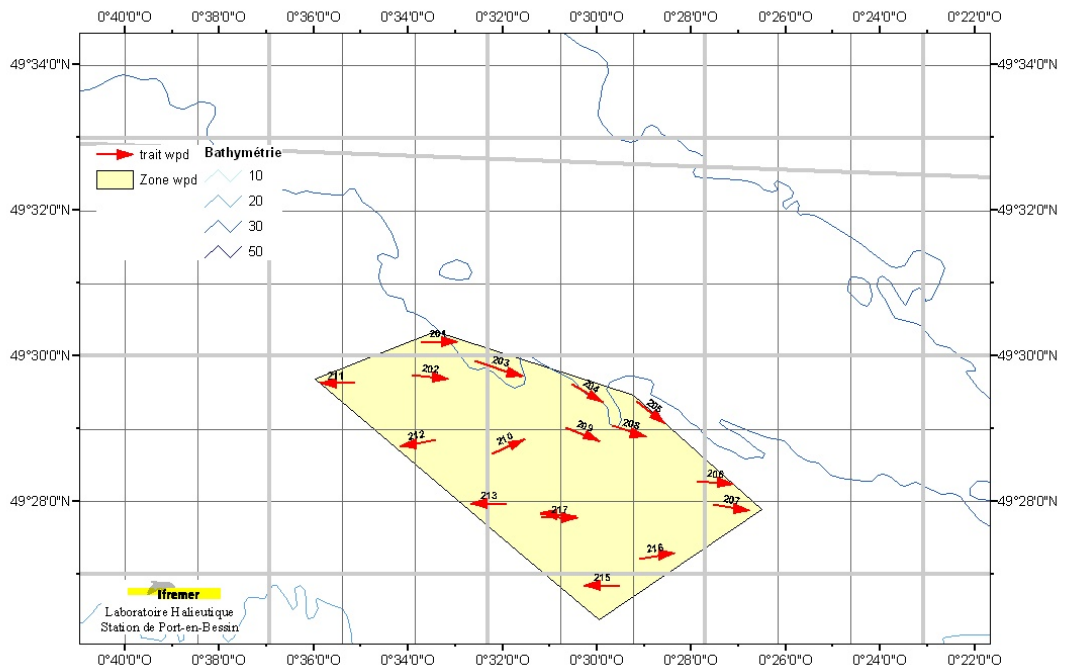 0°40'0"O 0°38'0"O 0°36'0"O 0°34'0"O 0°32'0"O 0°30'0"O 0°28'0"O 0°26'0"O 0°24'0"O 0°22'0"O
49°34'0"N 49°34'0"N
trait wpd
Zone wpd
Bathymétrie
10
20
30
50
49°32'0"N 49°32'0"N
201
49°30'0"N 49°30'0"N
203
202
211
204
205
208
209
212
210
206
49°28'0"N 49°28'0"N
213
207
217
216
215
Ifremer
Laboratoire Halieutique
Station de Port-en-Bessin
0°40'0"O 0°38'0"O 0°36'0"O 0°34'0"O 0°32'0"O 0°30'0"O 0°28'0"O 0°26'0"O 0°24'0"O 0°22'0"O